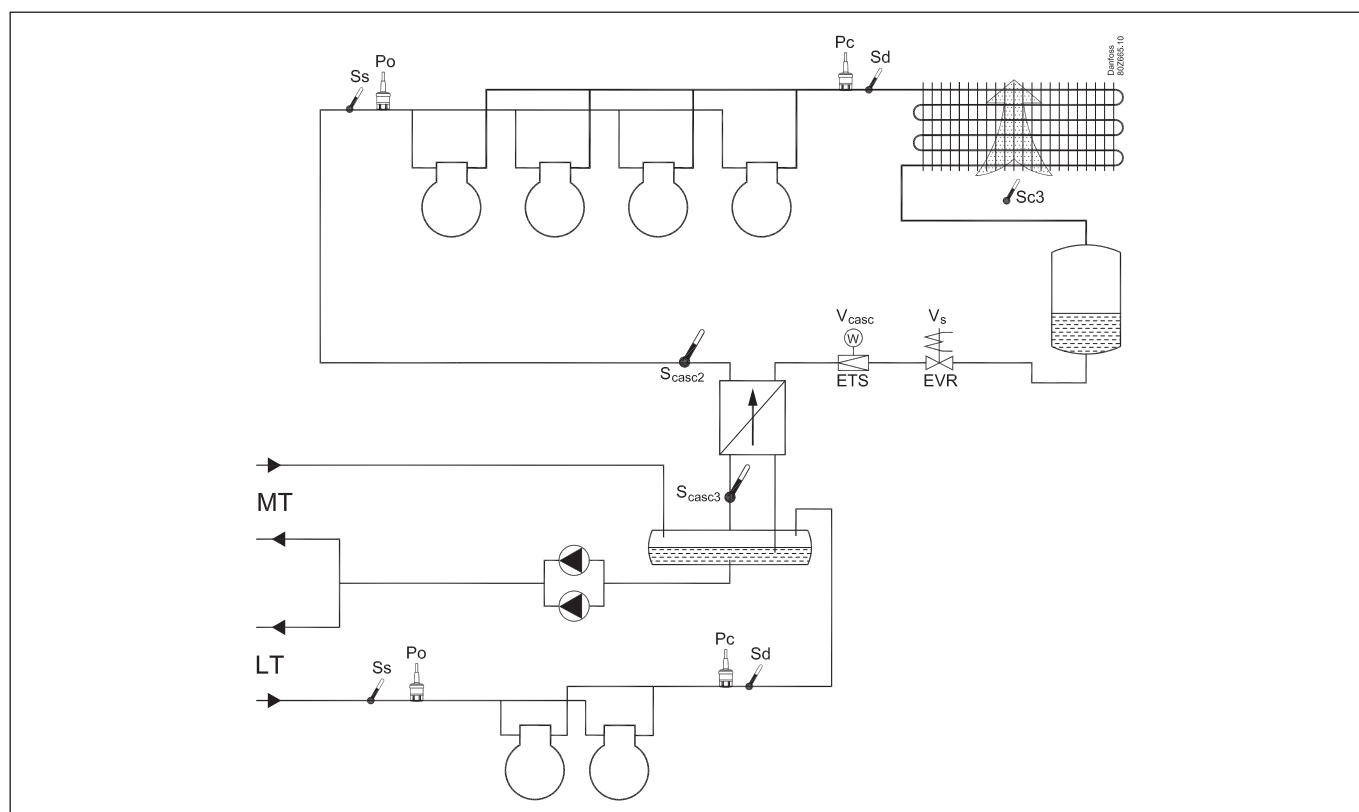 Danfoss
80Z665.10
Ss
Po
Pc
Sd
Sc3
Vcasc
Vs
W
ETS
EVR
Scasc2
Scasc3
MT
LT
Ss
Po
Pc
Sd